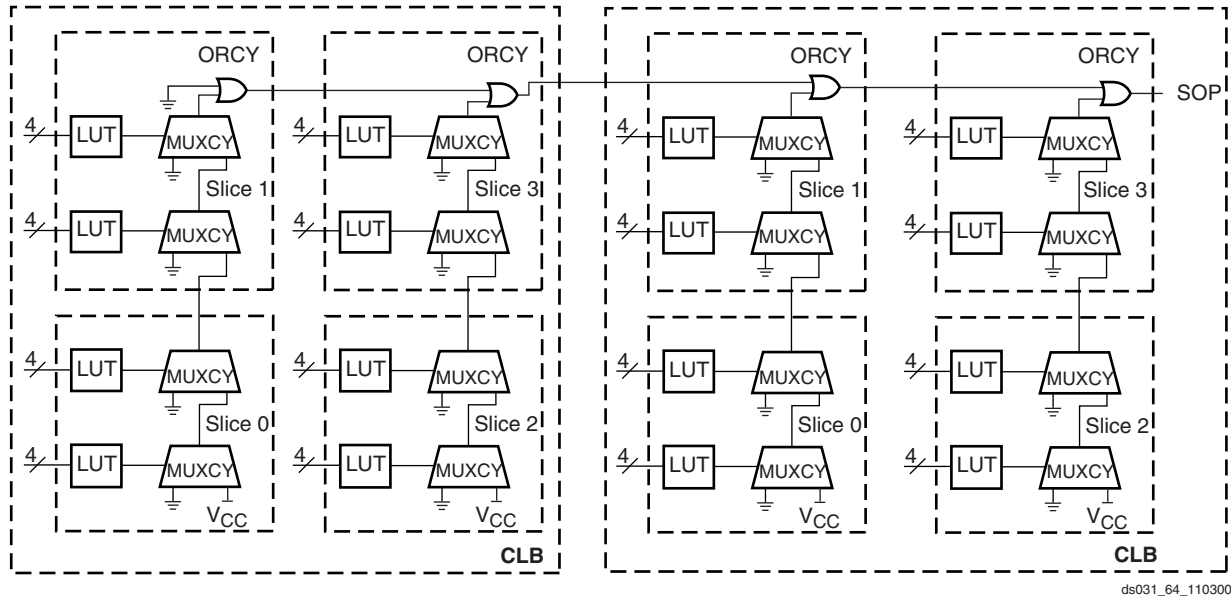 ORCY ORCY ORCY ORCY
SOP
4 LUT MUXCY 4 LUT MUXCY 4 LUT MUXCY 4 LUT MUXCY
Slice 1 Slice 3 Slice 1 Slice 3
4 LUT MUXCY 4 LUT MUXCY 4 LUT MUXCY 4 LUT MUXCY
4 LUT MUXCY 4 LUT MUXCY 4 LUT MUXCY 4 LUT MUXCY
Slice 0 Slice 2 Slice 0 Slice 2
4 LUT MUXCY 4 LUT MUXCY 4 LUT MUXCY 4 LUT MUXCY
VCC VCC VCC VCC
CLB CLB
ds031_64_110300